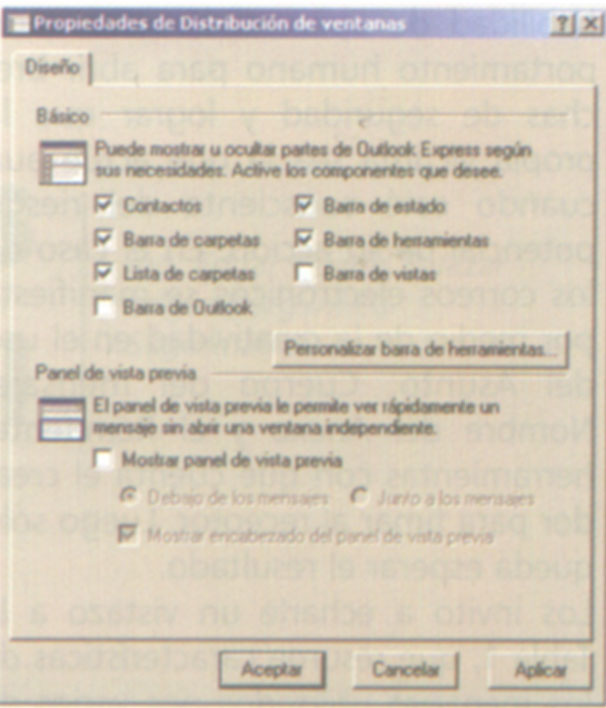 Propiedades de Distribución de ventanas
Diseño
Básico
Puede mostrar u ocultar partes de Outlook Express según
sus necesidades. Active los componentes que desee.
Contactos
Barra de estado
Barra de carpetas
Barra de herramientas
Lista de carpetas
Barra de vistas
Barra de Outlook
Personalizar barra de herramientas...
Panel de vista previa
El panel de vista previa le permite ver rápidamente un
mensaje sin abrir una ventana independiente.
Mostrar panel de vista previa
Debajo de los mensajes
Junto a los mensajes
Mostrar encabezado del panel de vista previa
Aceptar
Cancelar
Aplicar